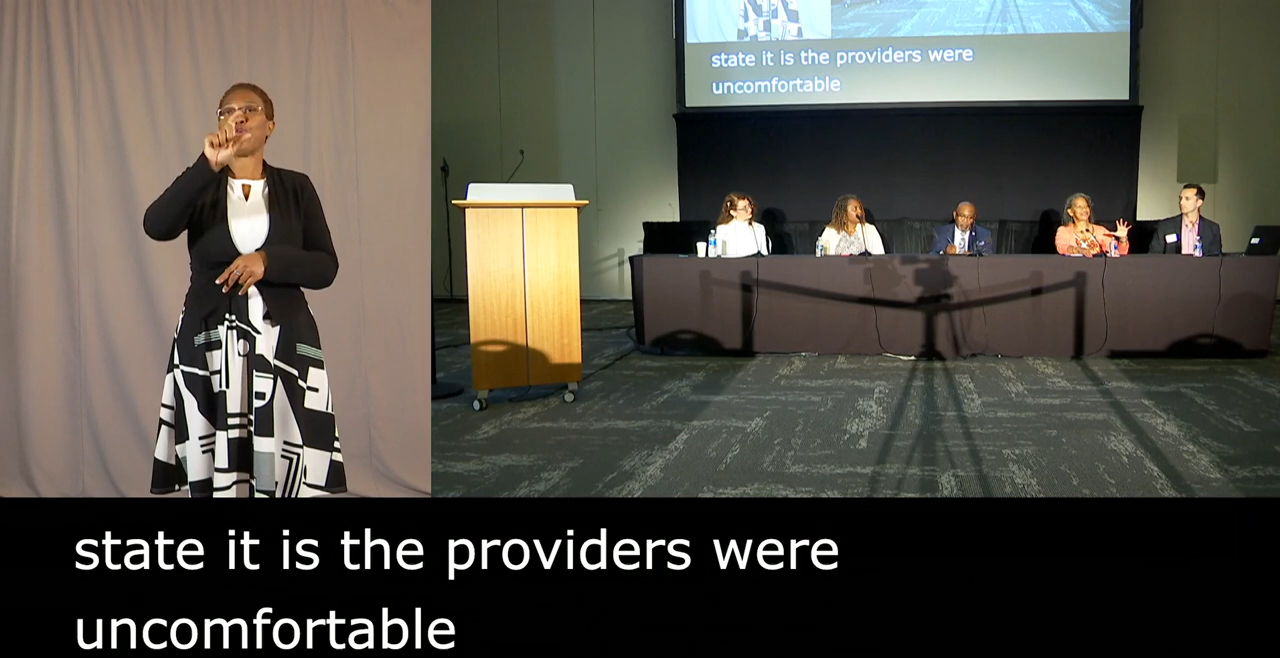 state it is the providers were
uncomfortable
state it is the providers were
uncomfortable